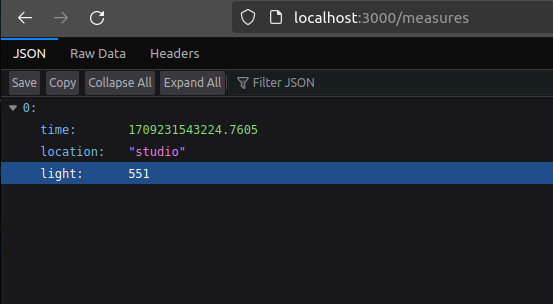 localhost:3000/measures
JSON Raw Data Headers
Save Copy Collapse All Expand All Filter JSON
0:
time: 1709231543224.7605
location: "studio"
light: 551